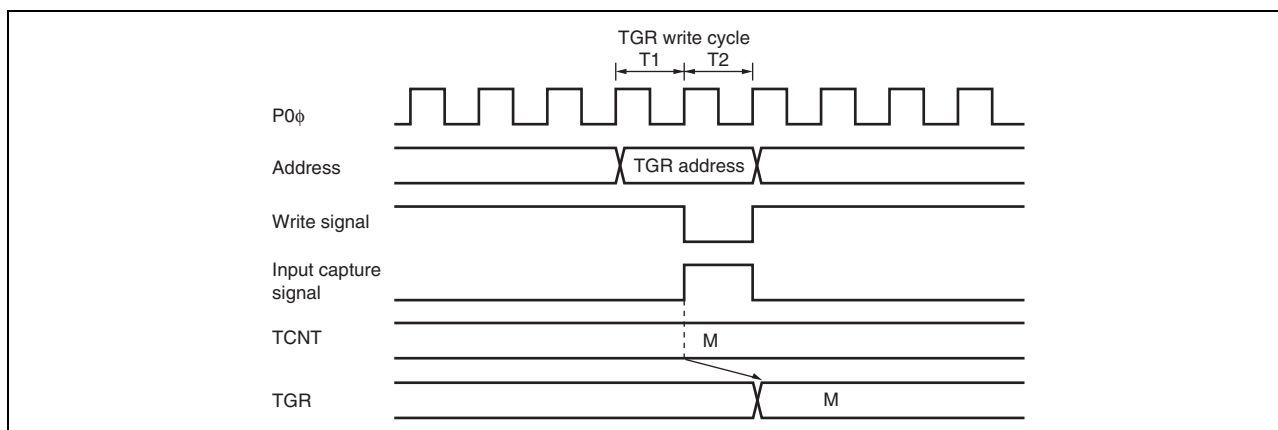 TGR write cycle
T1 T2
P0ϕ
Address
TGR address
Write signal
Input capture
signal
TCNT
M
TGR
M